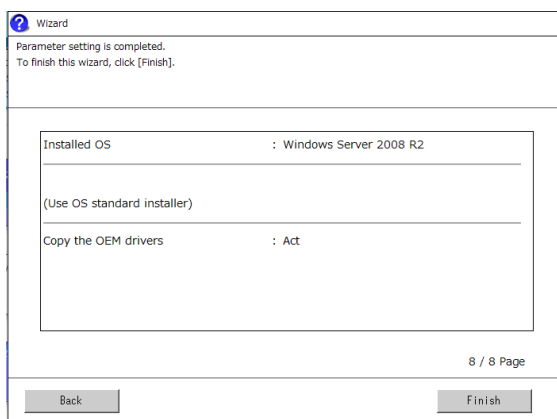 Wizard
Parameter setting is completed.
To finish this wizard, click [Finish].
Installed OS : Windows Server 2008 R2
(Use OS standard installer)
Copy the OEM drivers : Act
8 / 8 Page
Back Finish